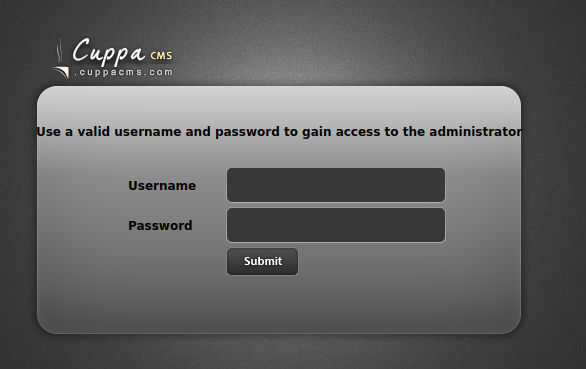 Cuppa CMS
.cuppacms.com
Use a valid username and password to gain access to the administrator
Username
Password
Submit